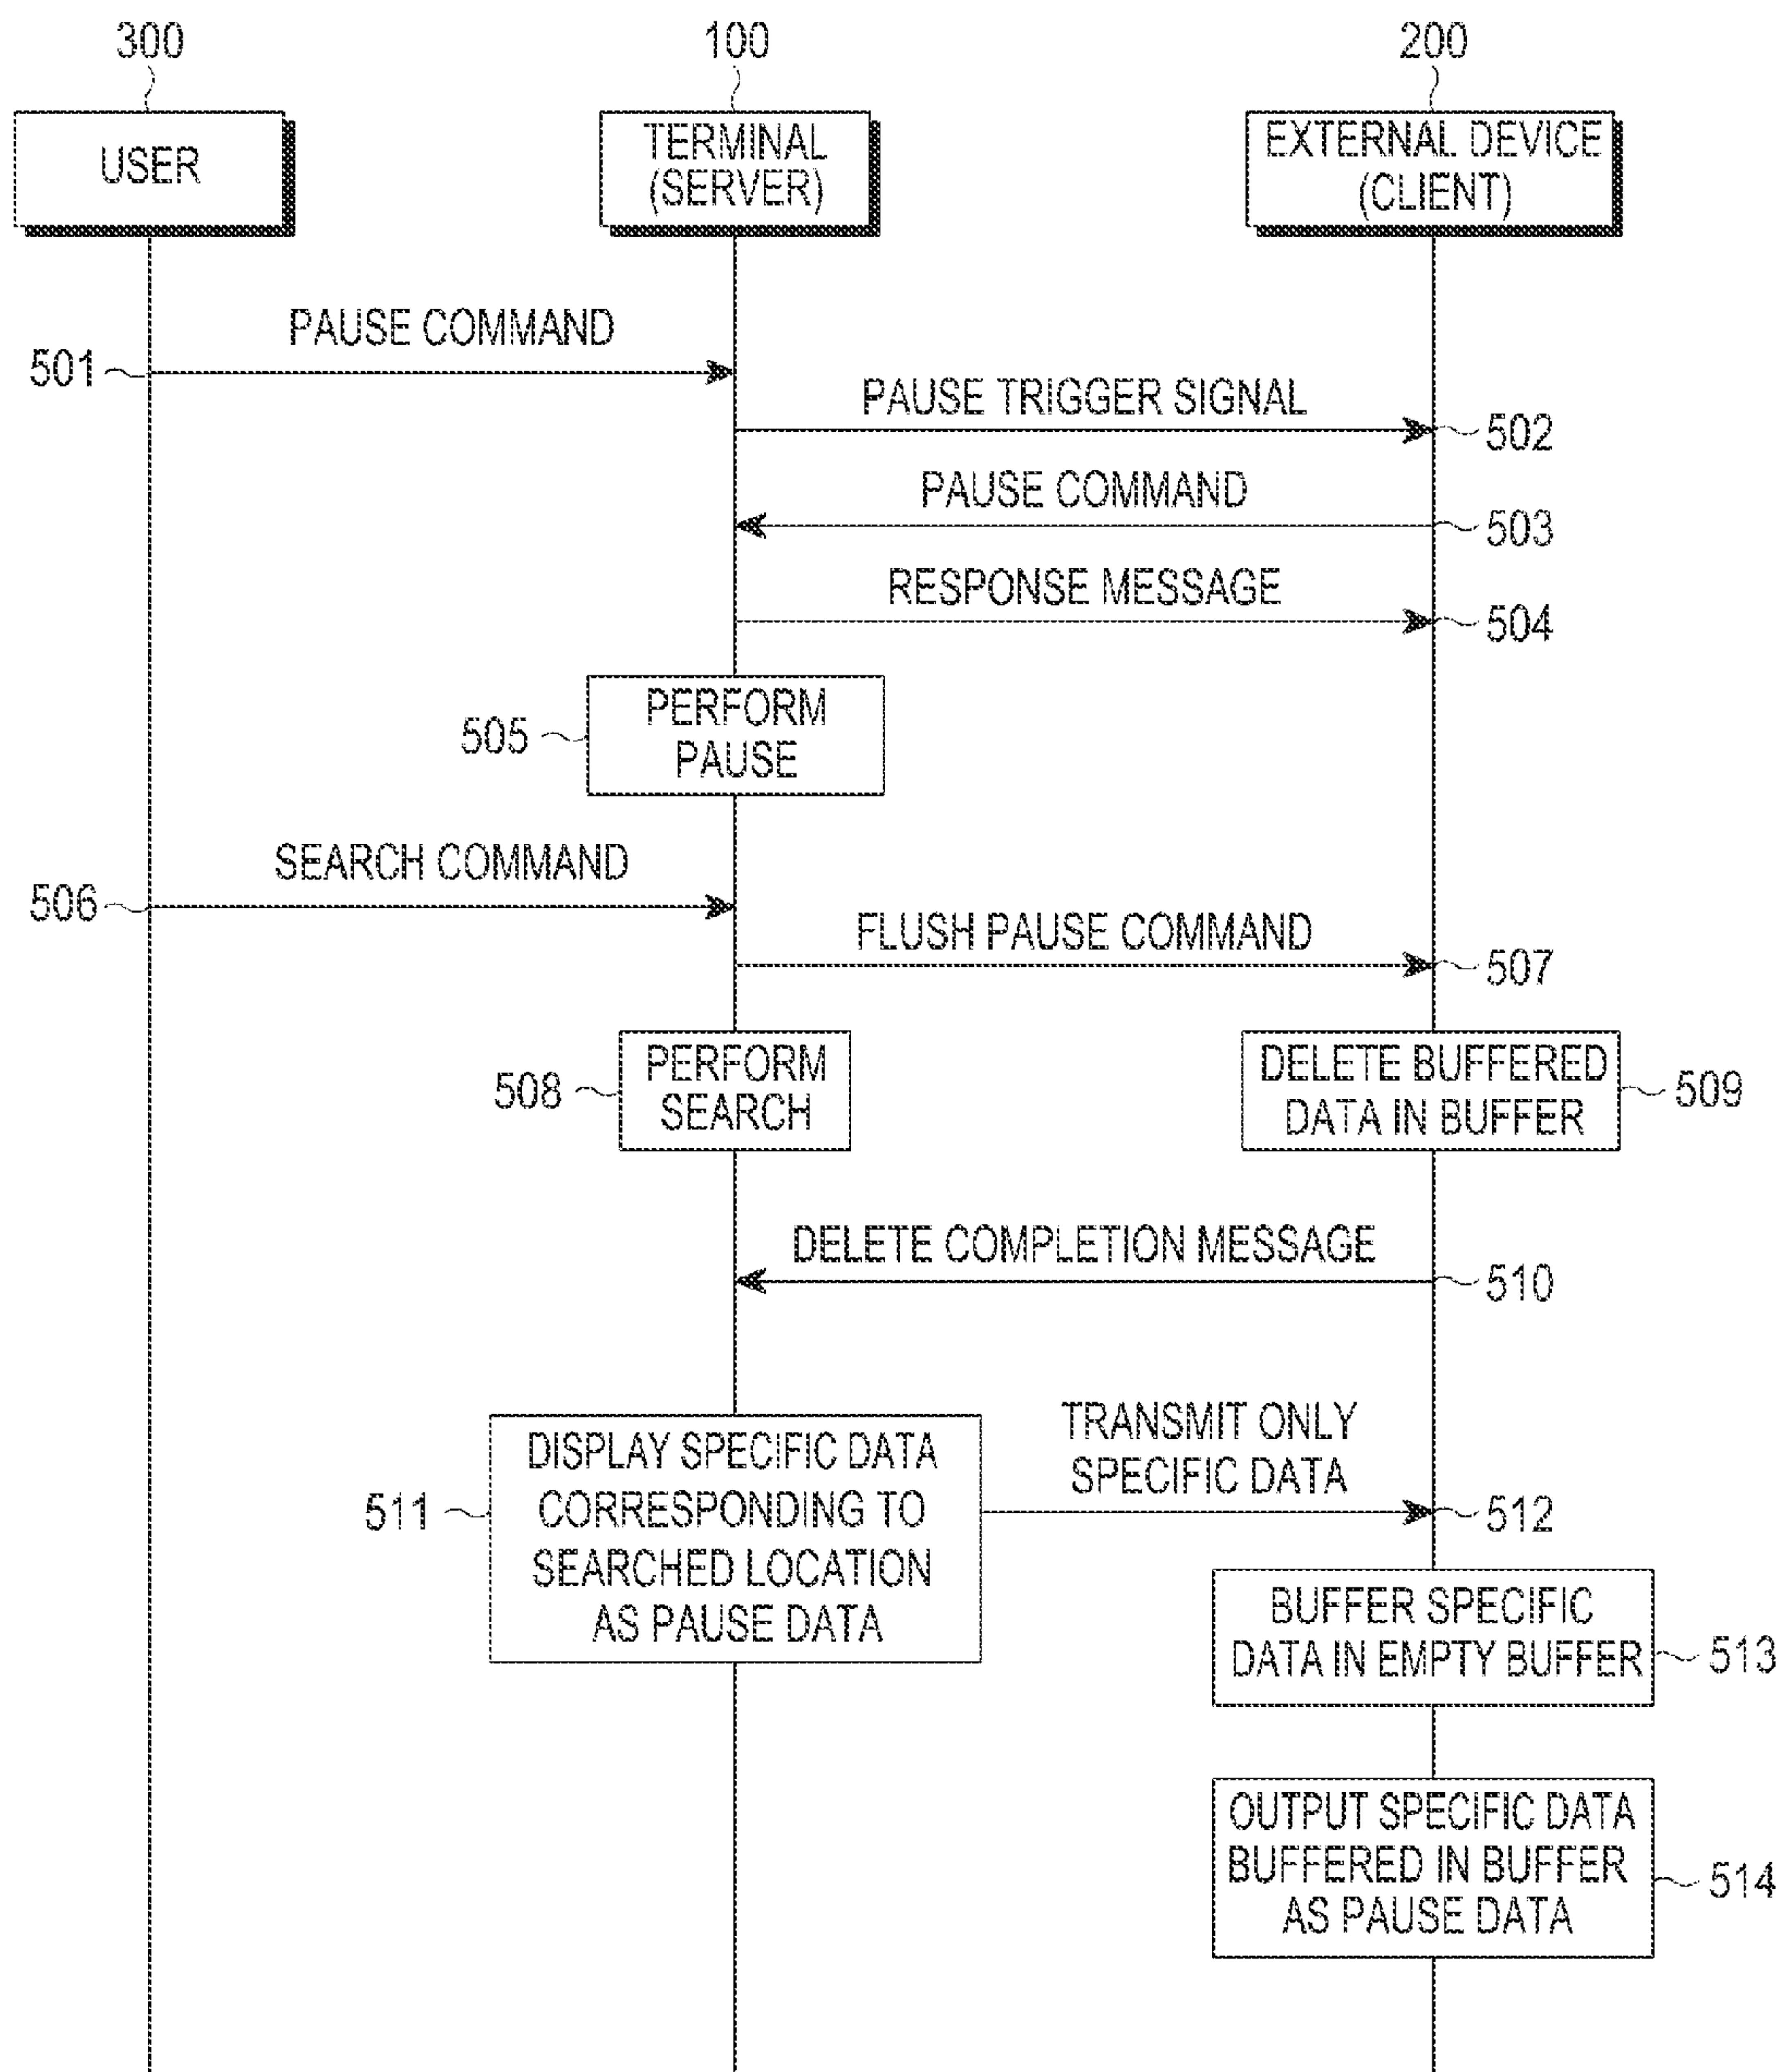 300
100
200
USER
TERMINAL
(SERVER)
EXTERNAL DEVICE
(CLIENT)
PAUSE COMMAND
501
PAUSE TRIGGER SIGNAL
502
PAUSE COMMAND
503
RESPONSE MESSAGE
504
505
PERFORM
PAUSE
SEARCH COMMAND
506
FLUSH PAUSE COMMAND
507
508
PERFORM
SEARCH
DELETE BUFFERED
DATA IN BUFFER
509
DELETE COMPLETION MESSAGE
510
511
DISPLAY SPECIFIC DATA
CORRESPONDING TO
SEARCHED LOCATION
AS PAUSE DATA
TRANSMIT ONLY
SPECIFIC DATA
512
BUFFER SPECIFIC
DATA IN EMPTY BUFFER
513
OUTPUT SPECIFIC DATA
BUFFERED IN BUFFER
AS PAUSE DATA
514